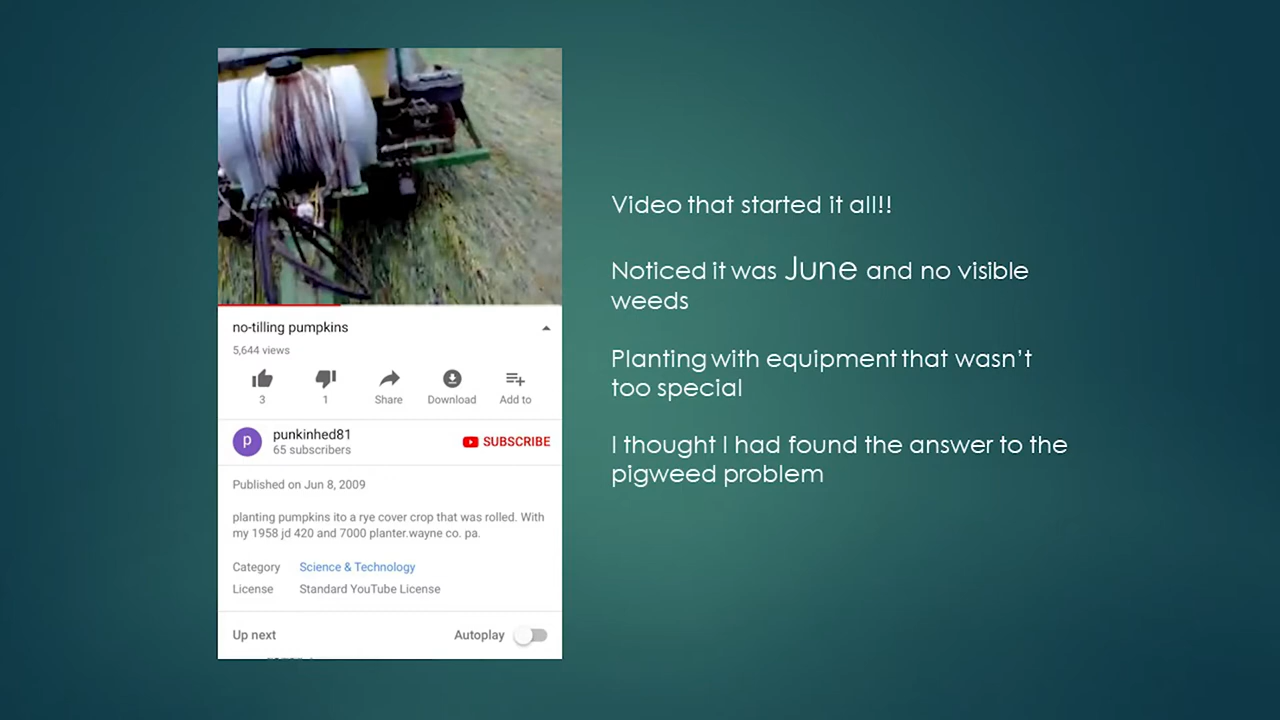 no-tilling pumpkins
5,644 views
3
1
Share
Download
Add to
p
punkinhed81
65 subscribers
SUBSCRIBE
Published on Jun 8, 2009
planting pumpkins ito a rye cover crop that was rolled. With
my 1958 jd 420 and 7000 planter.wayne co. pa.
Category Science & Technology
License Standard YouTube License
Up next Autoplay
Video that started it all!!
Noticed it was June and no visible
weeds
Planting with equipment that wasn't
too special
I thought I had found the answer to the
pigweed problem